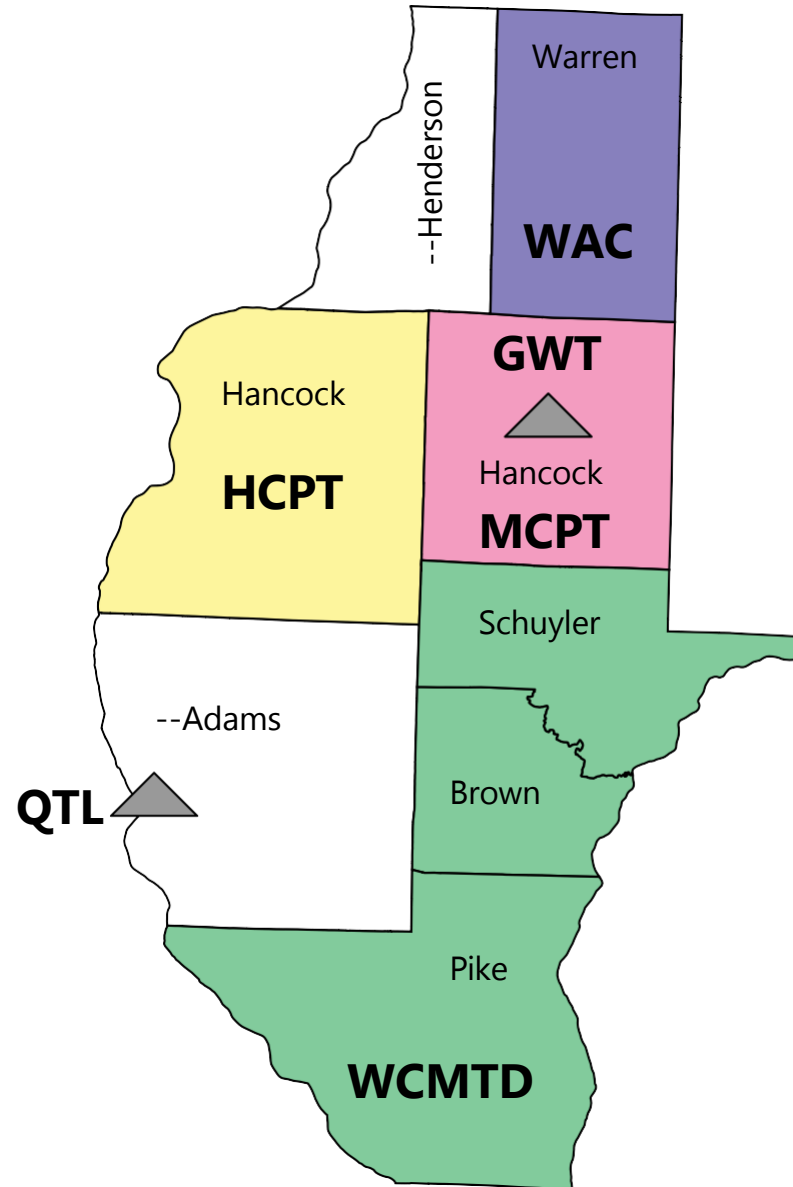 Warren
--Henderson
WAC
GWT
Hancock
Hancock
HCPT
MCPT
Schuyler
--Adams
Brown
QTL
Pike
WCMTD